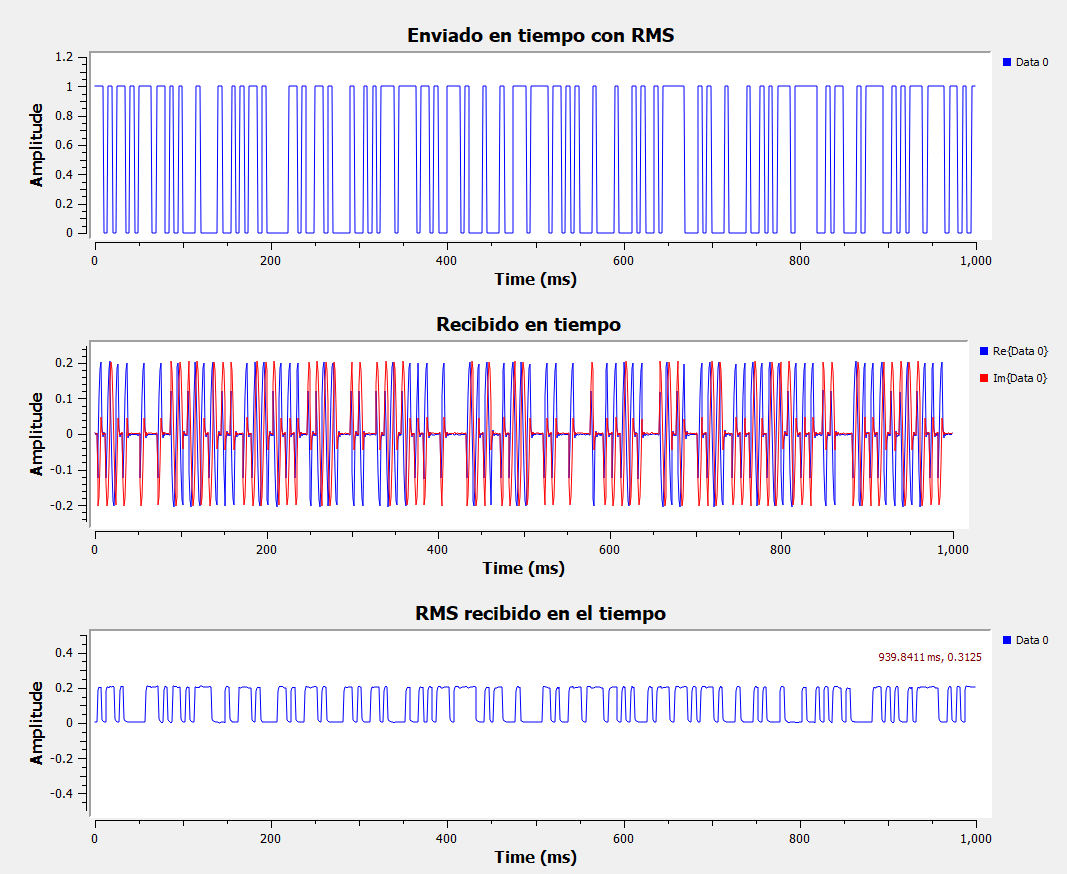 Enviado en tiempo con RMS
Data 0
Amplitude
1.2
1
0.8
0.6
0.4
0.2
0
0 200 400 600 800 1,000
Time (ms)
Recibido en tiempo
Re{Data 0}
Im{Data 0}
Amplitude
0.2
0.1
0
-0.1
-0.2
0 200 400 600 800 1,000
Time (ms)
RMS recibido en el tiempo
Data 0
939.8411 ms, 0.3125
Amplitude
0.4
0.2
0
-0.2
-0.4
0 200 400 600 800 1,000
Time (ms)